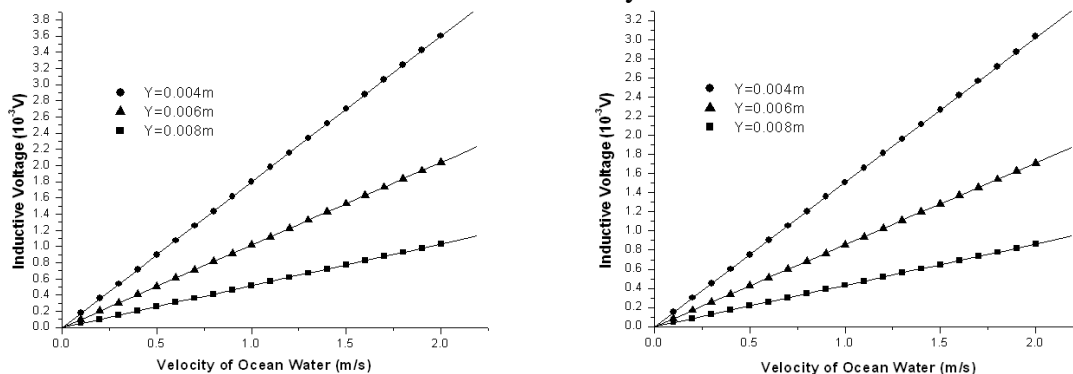 y
3.8
3.6
3.4
3.2
3.0
2.8
2.6
2.4
2.2
2.0
1.8
1.6
1.4
1.2
1.0
0.8
0.6
0.4
0.2
0.0
Inductive Voltage (10⁻³V)
Y=0.004m
Y=0.006m
Y=0.008m
0.0 0.5 1.0 1.5 2.0
Velocity of Ocean Water (m/s)
3.2
3.0
2.8
2.6
2.4
2.2
2.0
1.8
1.6
1.4
1.2
1.0
0.8
0.6
0.4
0.2
0.0
Inductive Voltage (10⁻³V)
Y=0.004m
Y=0.006m
Y=0.008m
0.0 0.5 1.0 1.5 2.0
Velocity of Ocean Water (m/s)